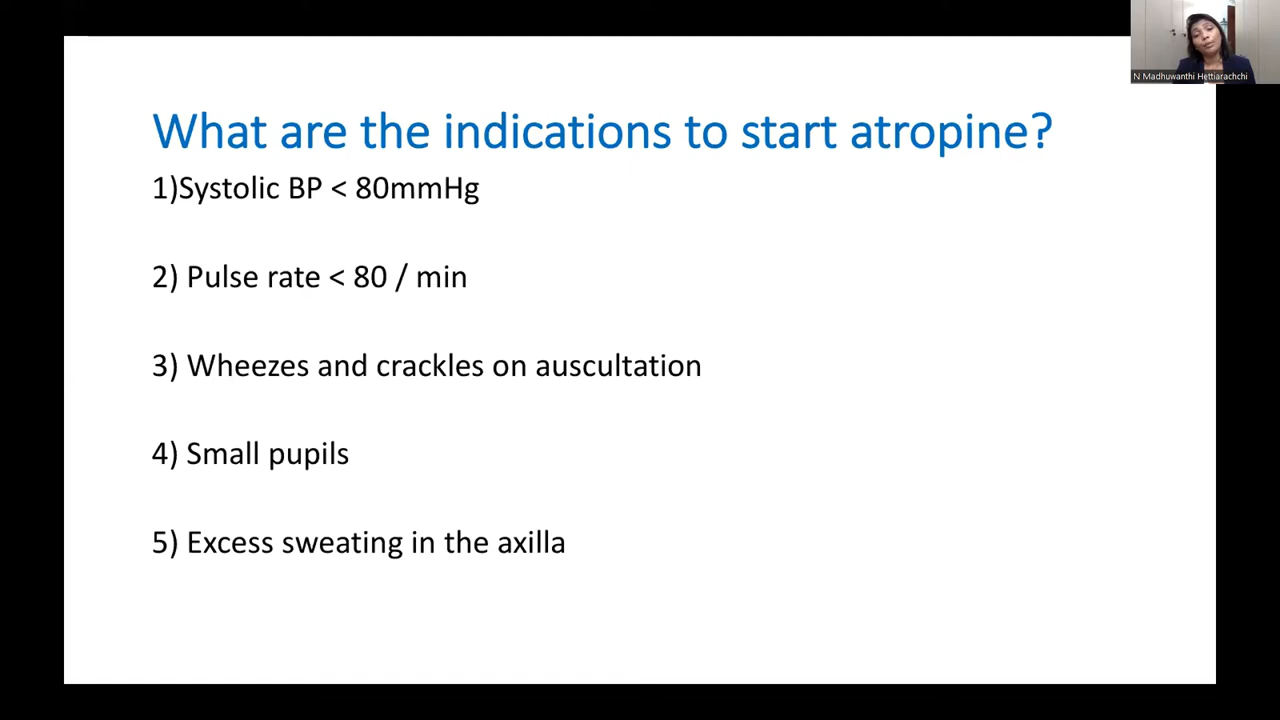 N Madhuwanthi Hettiarachchi
What are the indications to start atropine?
1)Systolic BP < 80mmHg
2) Pulse rate < 80 / min
3) Wheezes and crackles on auscultation
4) Small pupils
5) Excess sweating in the axilla